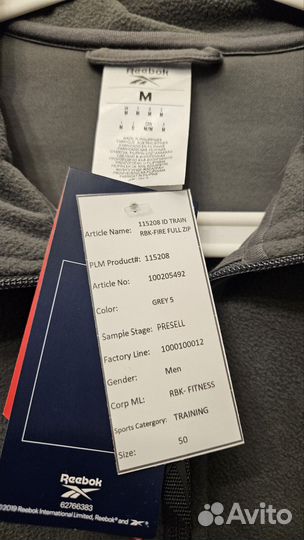 Reebok
M
Article Name: 115208 ID TRAIN
RBK-FIRE FULL ZIP
PLM Product#: 115208
Article No: 100205492
Color: GREY 5
Sample Stage: PRESELL
Factory Line: 1000100012
Gender: Men
Corp ML: RBK- FITNESS
Sports Catergory: TRAINING
Size: 50
Reebok
62766383
©2019 Reebok International Limited, Reebok® and
Avito